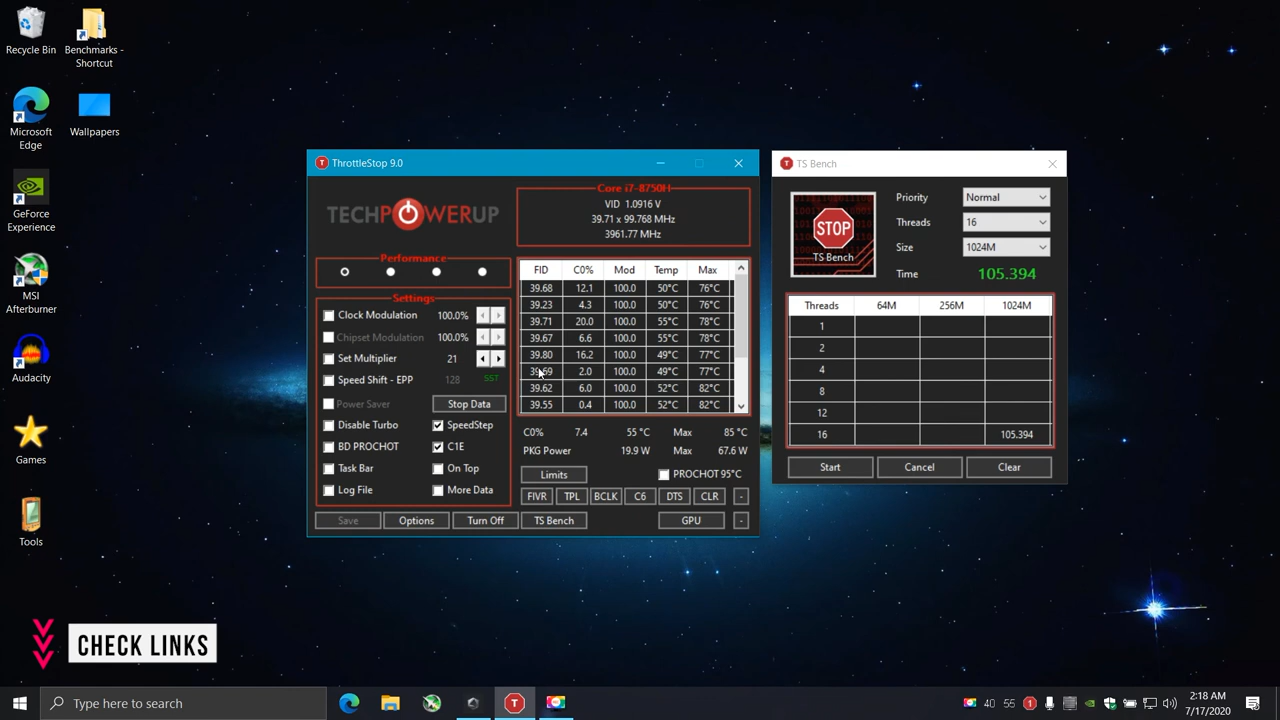 Recycle Bin
Benchmarks -
Shortcut
Microsoft
Edge
Wallpapers
GeForce
Experience
MSI
Afterburner
Audacity
Games
Tools
CHECK LINKS
ThrottleStop 9.0
TECHPOWERUP
Core i7-8750H
VID 1.0916 V
39.71 x 99.768 MHz
3961.77 MHz
Performance
Settings
Clock Modulation 100.0%
Chipset Modulation 100.0%
Set Multiplier 21
Speed Shift - EPP 128 SST
Power Saver Stop Data
Disable Turbo SpeedStep
BD PROCHOT C1E
Task Bar On Top
Log File More Data
Save Options Turn Off TS Bench GPU -
FID C0% Mod Temp Max
39.68 12.1 100.0 50°C 76°C
39.23 4.3 100.0 50°C 76°C
39.71 20.0 100.0 55°C 78°C
39.67 6.6 100.0 55°C 78°C
39.80 16.2 100.0 49°C 77°C
39.69 2.0 100.0 49°C 77°C
39.62 6.0 100.0 52°C 82°C
39.55 0.4 100.0 52°C 82°C
C0% 7.4 55 °C Max 85 °C
PKG Power 19.9 W Max 67.6 W
Limits PROCHOT 95°C
FIVR TPL BCLK C6 DTS CLR -
TS Bench
STOP
TS Bench
Priority Normal
Threads 16
Size 1024M
Time 105.394
Threads 64M 256M 1024M
1
2
4
8
12
16 105.394
Start Cancel Clear
Type here to search
40 55
2:18 AM
7/17/2020